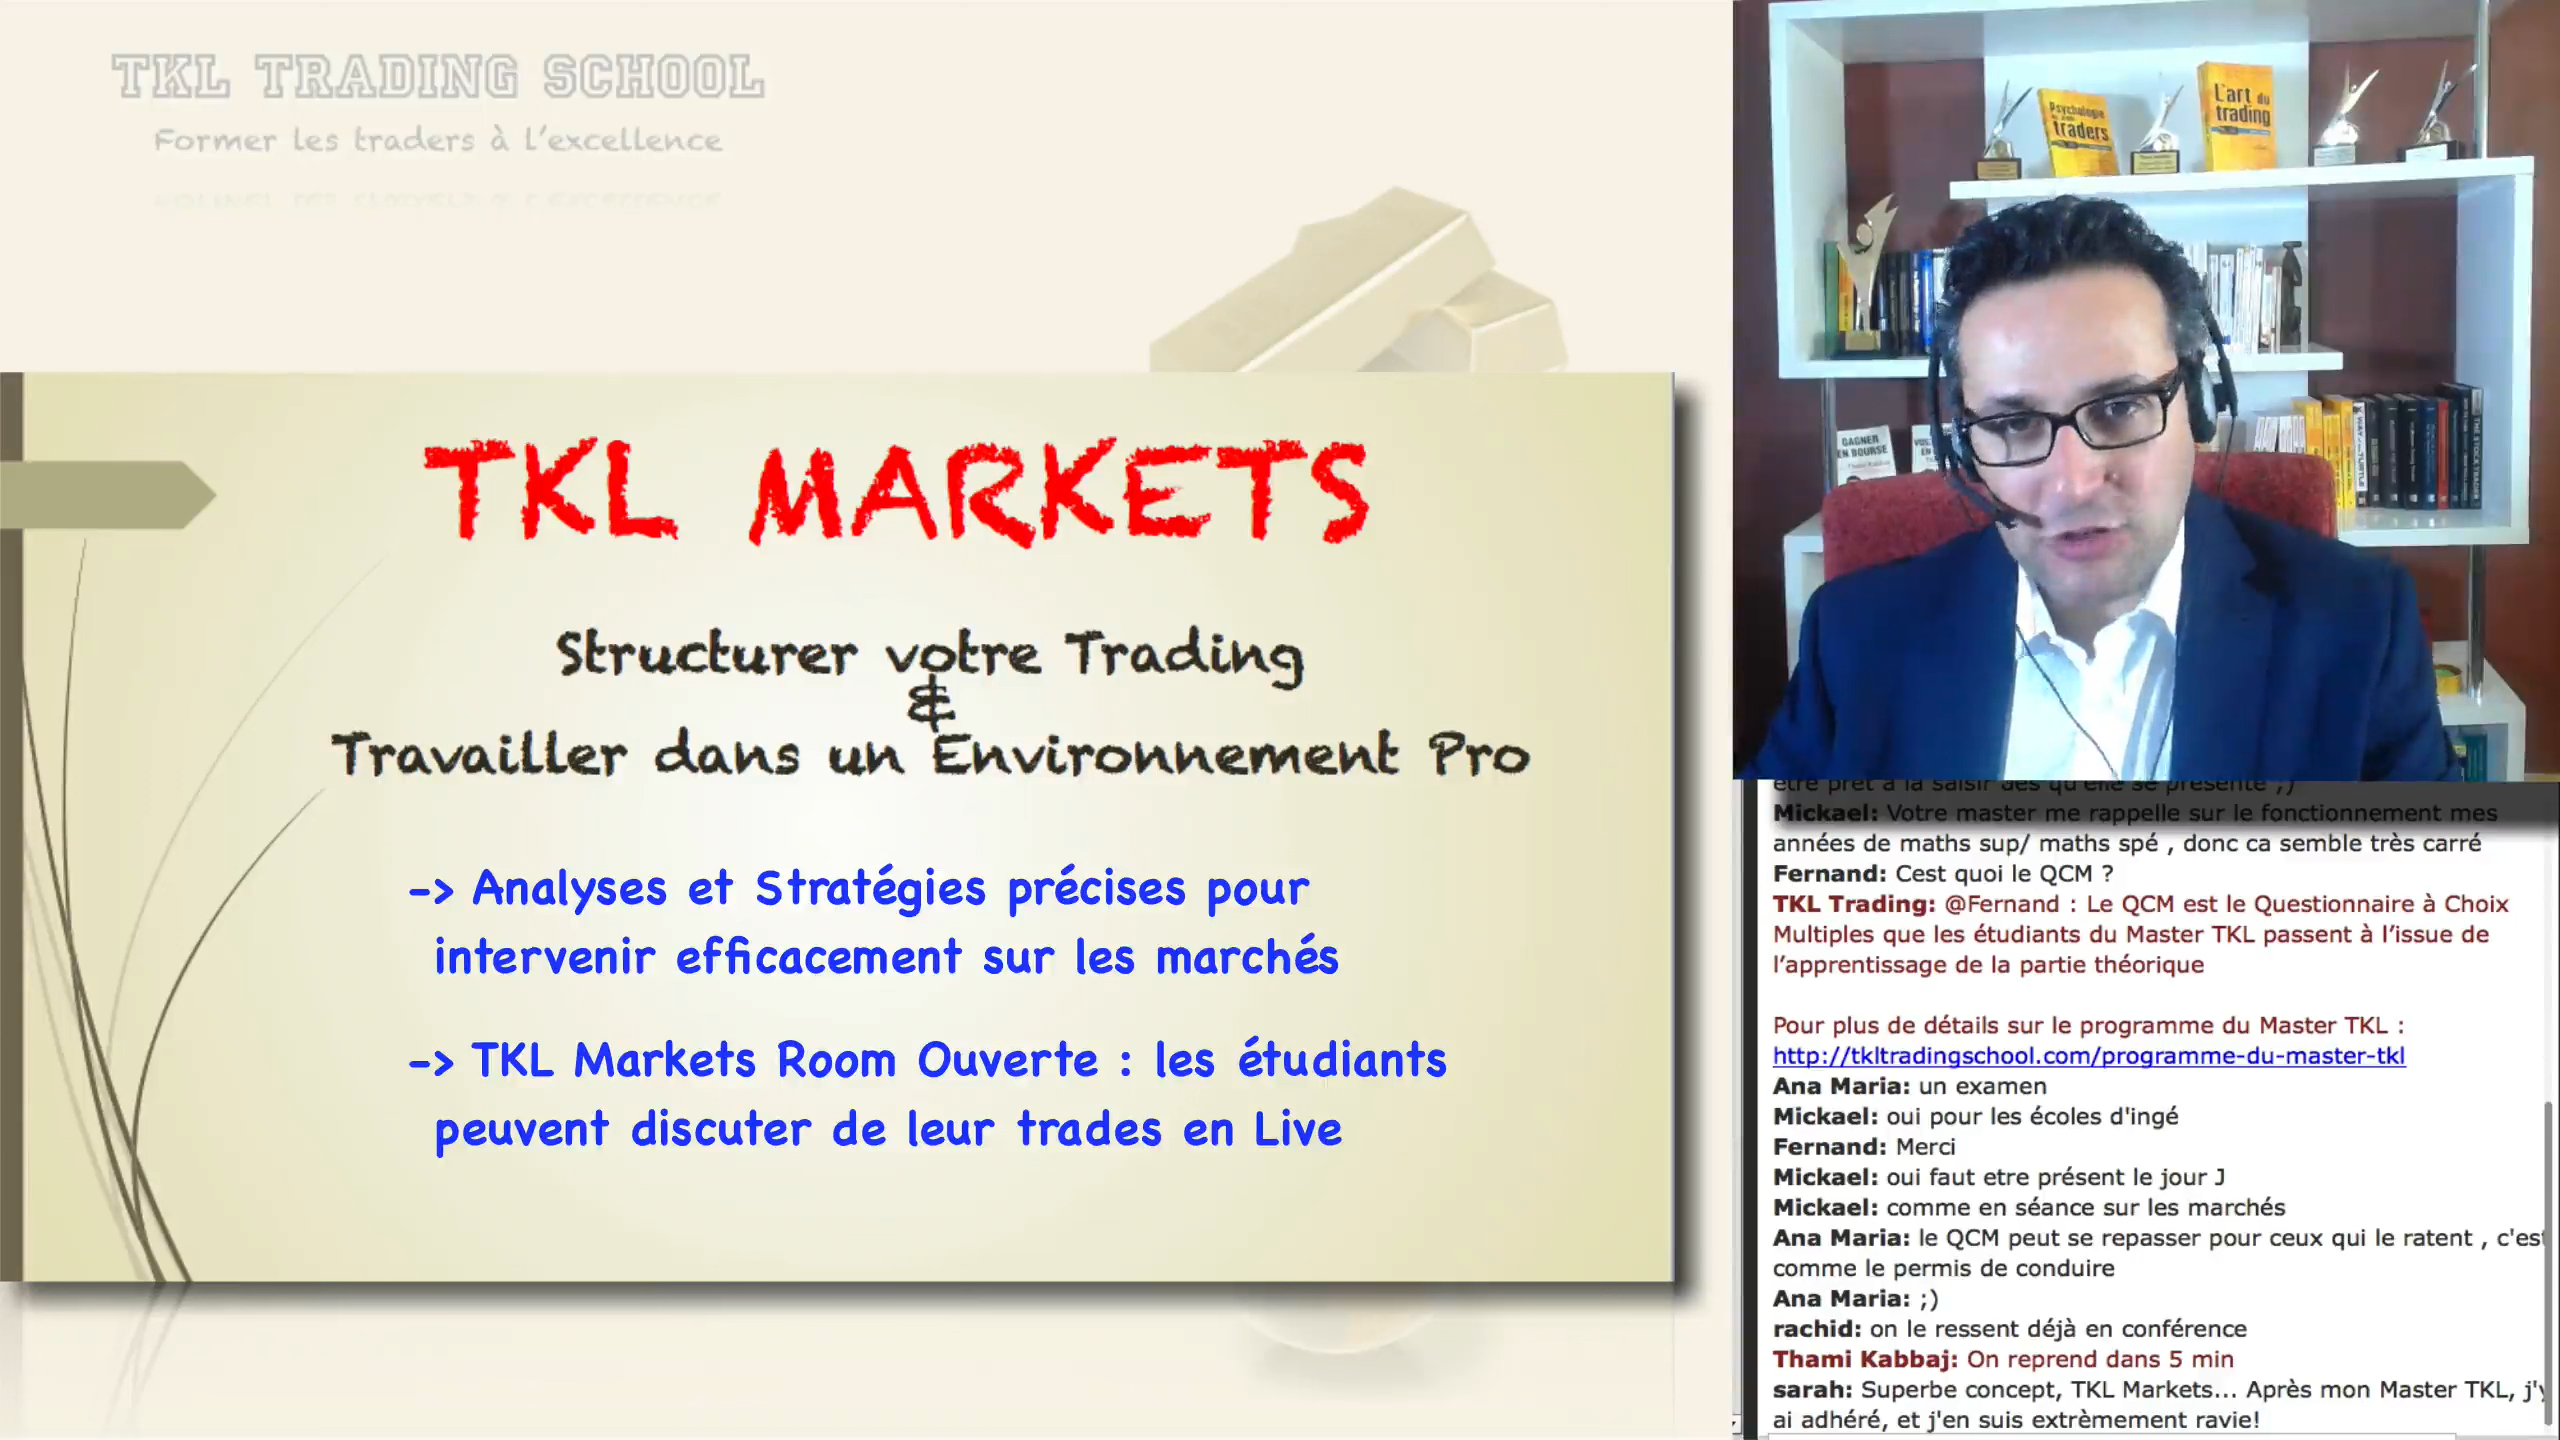 TKL TRADING SCHOOL
Former les traders à l'excellence
TKL MARKETS
Structurer votre Trading
&
Travailler dans un Environnement Pro
-> Analyses et Stratégies précises pour
intervenir efficacement sur les marchés
-> TKL Markets Room Ouverte : les étudiants
peuvent discuter de leur trades en Live
Psychologie
traders
L'art du
trading
GAGNER
EN BOURSE
être prêt à la saisir dès qu'elle se présente ;)
Mickael: Votre master me rappelle sur le fonctionnement mes
années de maths sup/ maths spé , donc ca semble très carré
Fernand: Cest quoi le QCM ?
TKL Trading: @Fernand : Le QCM est le Questionnaire à Choix
Multiples que les étudiants du Master TKL passent à l'issue de
l'apprentissage de la partie théorique
Pour plus de détails sur le programme du Master TKL :
http://tkltradingschool.com/programme-du-master-tkl
Ana Maria: un examen
Mickael: oui pour les écoles d'ingé
Fernand: Merci
Mickael: oui faut etre présent le jour J
Mickael: comme en séance sur les marchés
Ana Maria: le QCM peut se repasser pour ceux qui le ratent , c'est
comme le permis de conduire
Ana Maria: ;)
rachid: on le ressent déjà en conférence
Thami Kabbaj: On reprend dans 5 min
sarah: Superbe concept, TKL Markets... Après mon Master TKL, j'y
ai adhéré, et j'en suis extrèmement ravie!